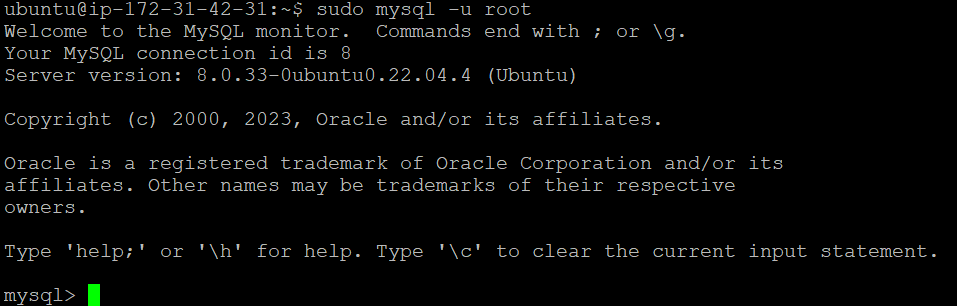 ubuntu@ip-172-31-42-31:~$ sudo mysql -u root
Welcome to the MySQL monitor.  Commands end with ; or \g.
Your MySQL connection id is 8
Server version: 8.0.33-0ubuntu0.22.04.4 (Ubuntu)
Copyright (c) 2000, 2023, Oracle and/or its affiliates.
Oracle is a registered trademark of Oracle Corporation and/or its
affiliates. Other names may be trademarks of their respective
owners.
Type 'help;' or '\h' for help. Type '\c' to clear the current input statement.
mysql>